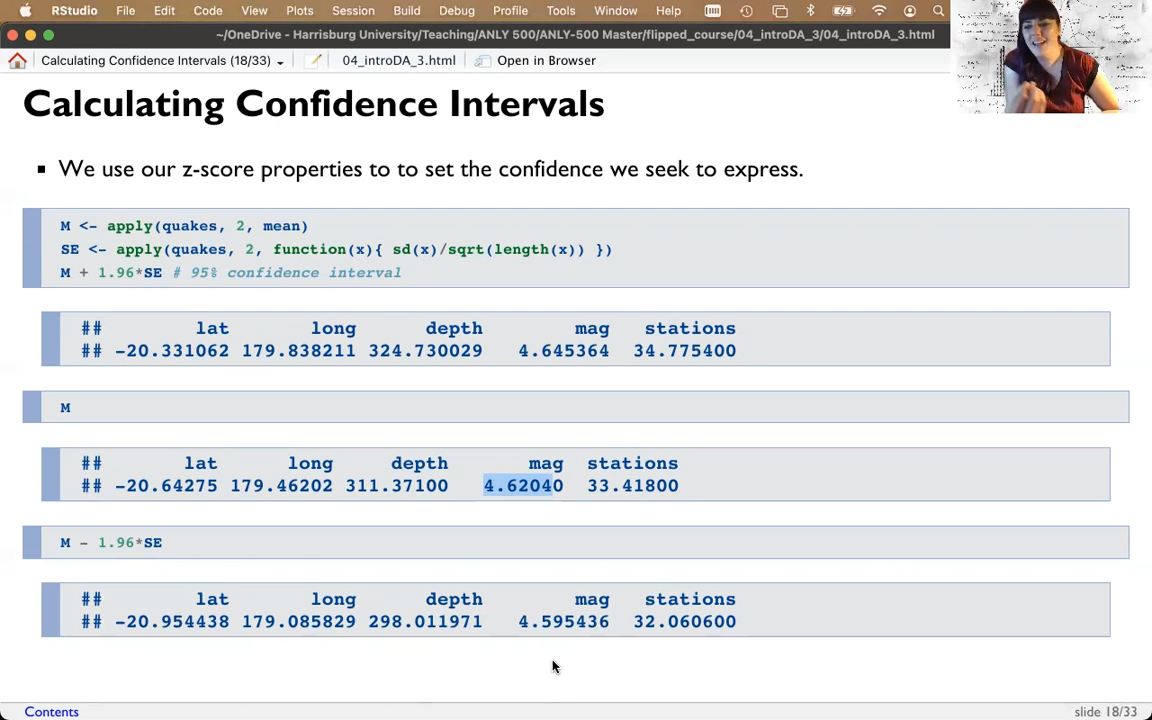 RStudio File Edit View Code Plots Session Build Debug Profile Tools Window Help
~/OneDrive - Harrisburg University/Teaching/ANLY 500/ANLY-500 Master/flipped_course/04_introDA_3/04_introDA_3.html
Calculating Confidence Intervals (18/33) 04_introDA_3.html Open in Browser
Calculating Confidence Intervals
▪ We use our z-score properties to to set the confidence we seek to express.
M <- apply(quakes, 2, mean)
SE <- apply(quakes, 2, function(x){ sd(x)/sqrt(length(x)) })
M + 1.96*SE # 95% confidence interval
## lat long depth mag stations
## -20.331062 179.838211 324.730029 4.645364 34.775400
M
## lat long depth mag stations
## -20.64275 179.46202 311.37100 4.62040 33.41800
M - 1.96*SE
## lat long depth mag stations
## -20.954438 179.085829 298.011971 4.595436 32.060600
Contents slide 18/33